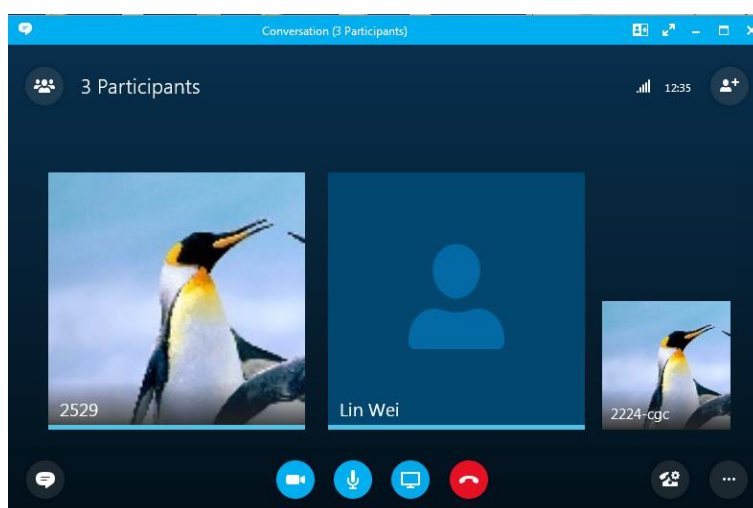 Conversation (3 Participants)
3 Participants
12:35
2529
Lin Wei
2224-cgc